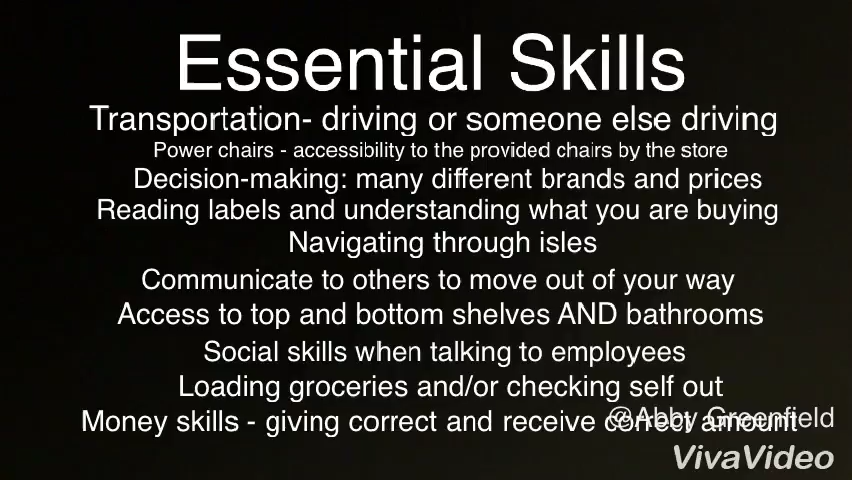 Essential Skills
Transportation- driving or someone else driving
Power chairs - accessibility to the provided chairs by the store
Decision-making: many different brands and prices
Reading labels and understanding what you are buying
Navigating through isles
Communicate to others to move out of your way
Access to top and bottom shelves AND bathrooms
Social skills when talking to employees
Loading groceries and/or checking self out
Money skills - giving correct and receive correct amount
@Abby Greenfield
VivaVideo